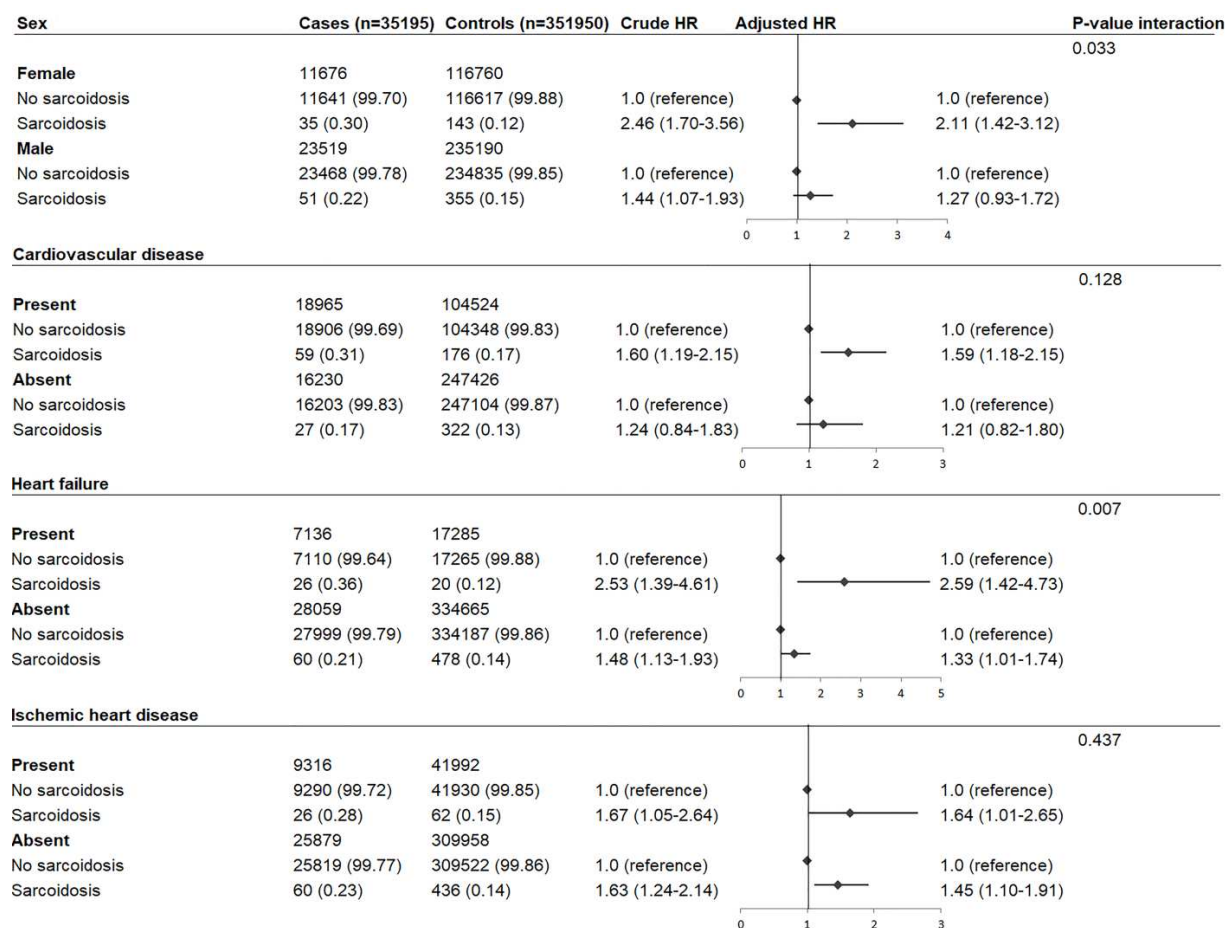 Sex Cases (n=35195) Controls (n=351950) Crude HR Adjusted HR P-value interaction
0.033
Female 11676 116760
No sarcoidosis 11641 (99.70) 116617 (99.88) 1.0 (reference) 1.0 (reference)
Sarcoidosis 35 (0.30) 143 (0.12) 2.46 (1.70-3.56) 2.11 (1.42-3.12)
Male 23519 235190
No sarcoidosis 23468 (99.78) 234835 (99.85) 1.0 (reference) 1.0 (reference)
Sarcoidosis 51 (0.22) 355 (0.15) 1.44 (1.07-1.93) 1.27 (0.93-1.72)
0 1 2 3 4
Cardiovascular disease
0.128
Present 18965 104524
No sarcoidosis 18906 (99.69) 104348 (99.83) 1.0 (reference) 1.0 (reference)
Sarcoidosis 59 (0.31) 176 (0.17) 1.60 (1.19-2.15) 1.59 (1.18-2.15)
Absent 16230 247426
No sarcoidosis 16203 (99.83) 247104 (99.87) 1.0 (reference) 1.0 (reference)
Sarcoidosis 27 (0.17) 322 (0.13) 1.24 (0.84-1.83) 1.21 (0.82-1.80)
0 1 2 3
Heart failure
0.007
Present 7136 17285
No sarcoidosis 7110 (99.64) 17265 (99.88) 1.0 (reference) 1.0 (reference)
Sarcoidosis 26 (0.36) 20 (0.12) 2.53 (1.39-4.61) 2.59 (1.42-4.73)
Absent 28059 334665
No sarcoidosis 27999 (99.79) 334187 (99.86) 1.0 (reference) 1.0 (reference)
Sarcoidosis 60 (0.21) 478 (0.14) 1.48 (1.13-1.93) 1.33 (1.01-1.74)
0 1 2 3 4 5
Ischemic heart disease
0.437
Present 9316 41992
No sarcoidosis 9290 (99.72) 41930 (99.85) 1.0 (reference) 1.0 (reference)
Sarcoidosis 26 (0.28) 62 (0.15) 1.67 (1.05-2.64) 1.64 (1.01-2.65)
Absent 25879 309958
No sarcoidosis 25819 (99.77) 309522 (99.86) 1.0 (reference) 1.0 (reference)
Sarcoidosis 60 (0.23) 436 (0.14) 1.63 (1.24-2.14) 1.45 (1.10-1.91)
0 1 2 3